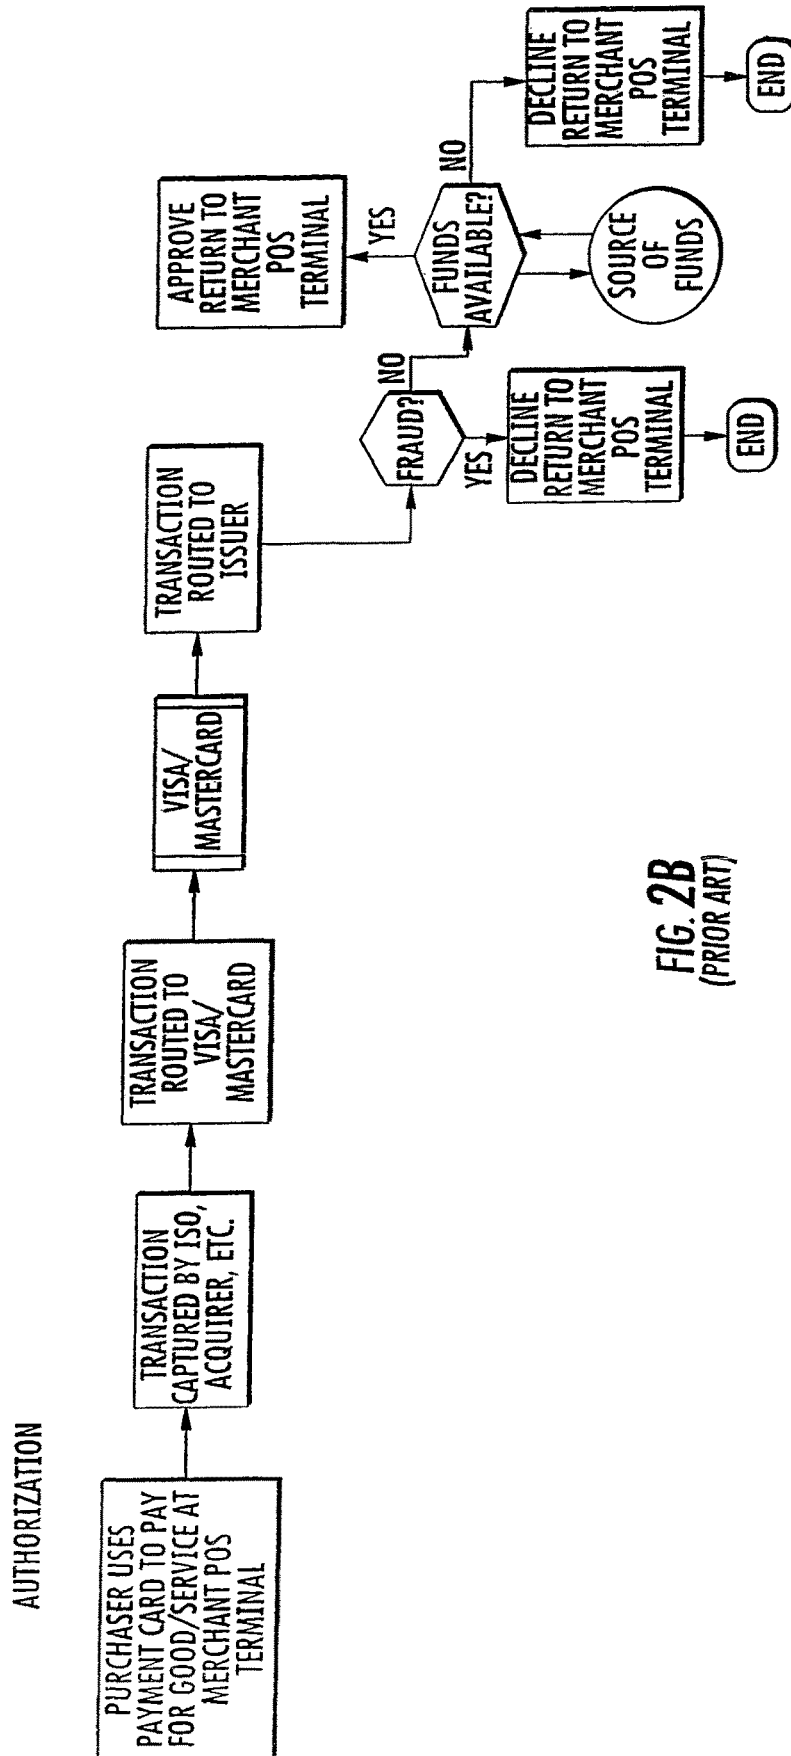 AUTHORIZATION
PURCHASER USES
PAYMENT CARD TO PAY
FOR GOOD/SERVICE AT
MERCHANT POS
TERMINAL
TRANSACTION
CAPTURED BY ISO,
ACQUIRER, ETC.
TRANSACTION
ROUTED TO
VISA/
MASTERCARD
VISA/
MASTERCARD
TRANSACTION
ROUTED TO
ISSUER
FRAUD?
YES
NO
DECLINE
RETURN TO
MERCHANT
POS
TERMINAL
END
FUNDS
AVAILABLE?
YES
NO
APPROVE
RETURN TO
MERCHANT
POS
TERMINAL
SOURCE
OF
FUNDS
DECLINE
RETURN TO
MERCHANT
POS
TERMINAL
END
FIG. 2B
(PRIOR ART)